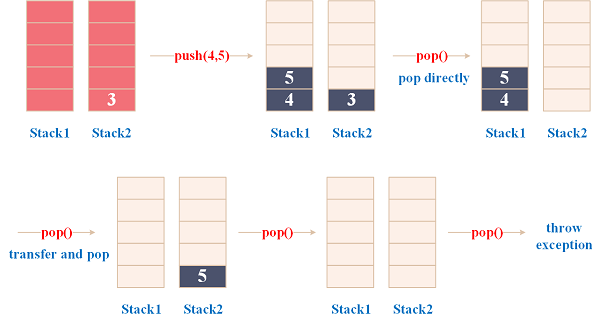 3
Stack1
Stack2
push(4,5)
5
4
3
Stack1
Stack2
pop()
pop directly
5
4
Stack1
Stack2
pop()
transfer and pop
5
Stack1
Stack2
pop()
Stack1
Stack2
pop()
throw
exception